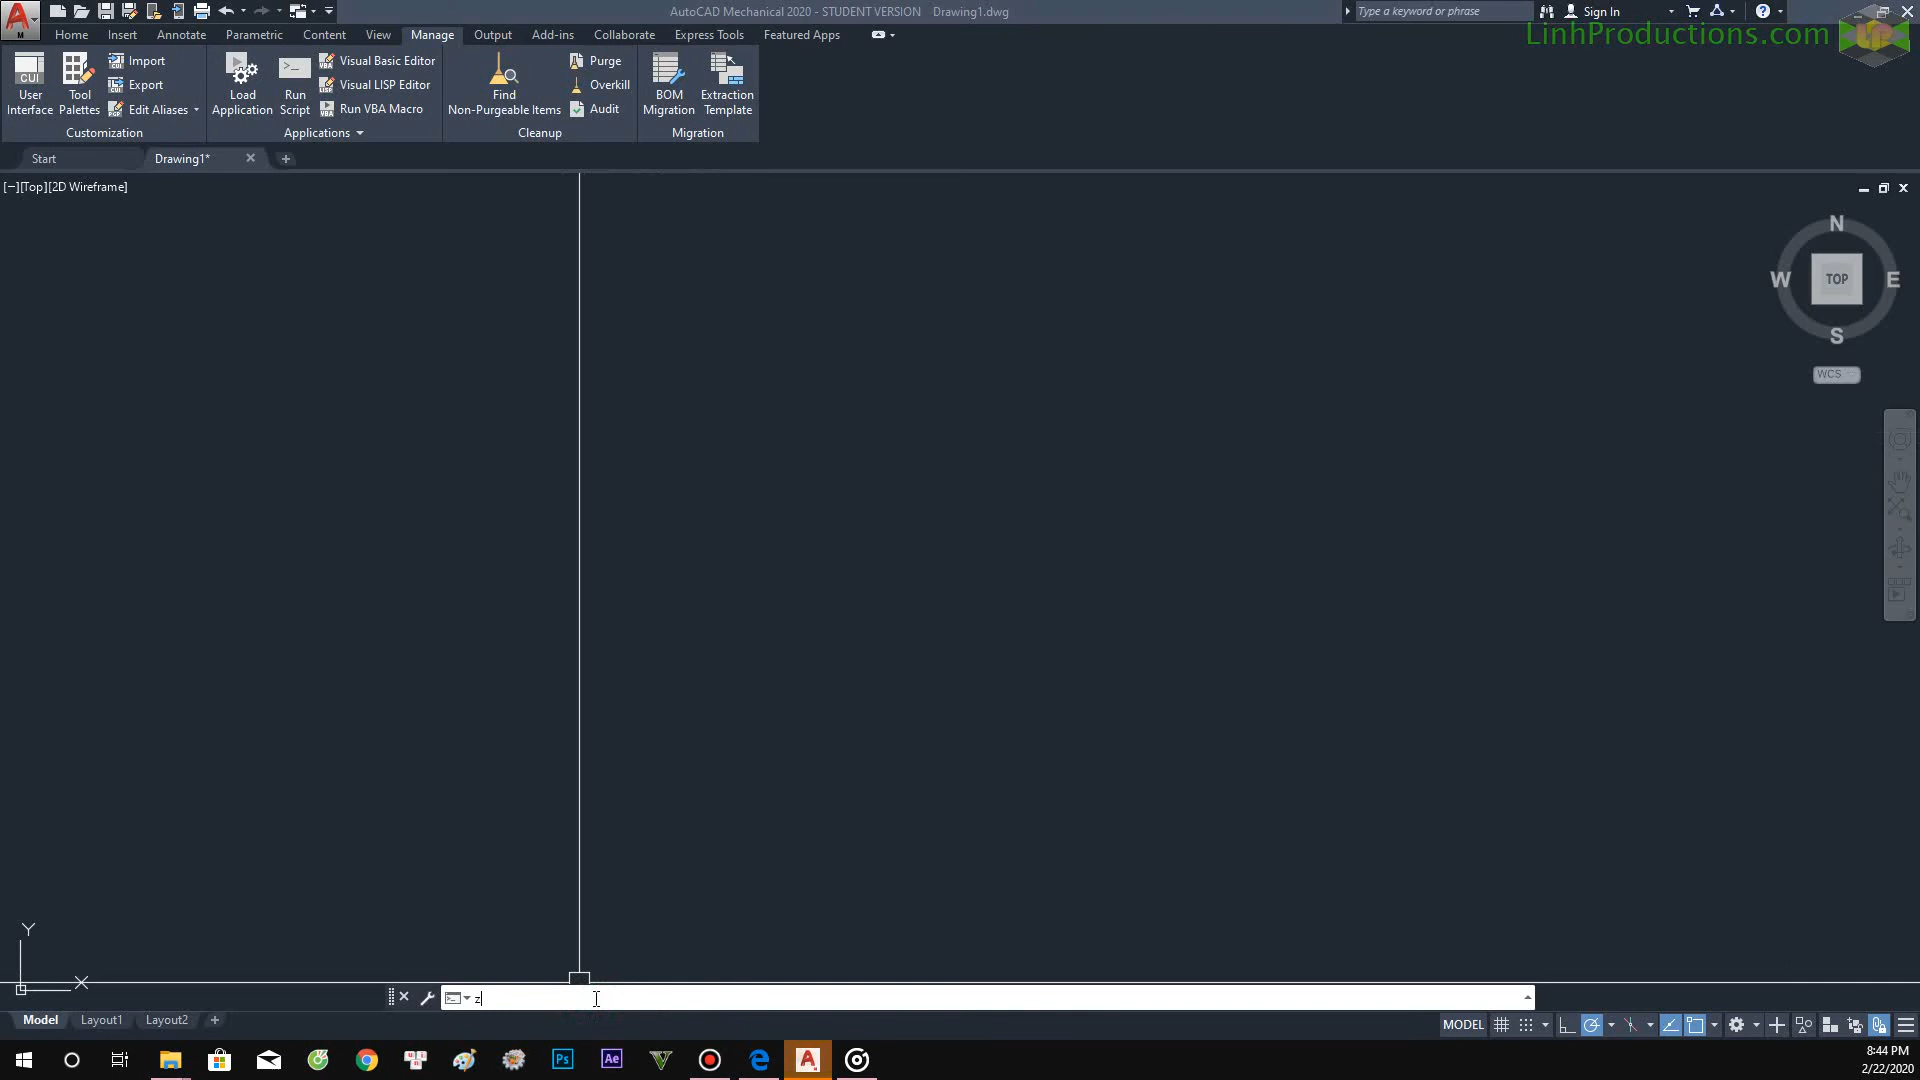 AutoCAD Mechanical 2020 - STUDENT VERSION Drawing1.dwg
Type a keyword or phrase
Sign In
M
Home Insert Annotate Parametric Content View Manage Output Add-ins Collaborate Express Tools Featured Apps
LinhProductions.com
CUI
User Interface
Tool Palettes
Import
Export
Edit Aliases
Customization
Load Application
Run Script
Visual Basic Editor
Visual LISP Editor
Run VBA Macro
Applications
Find Non-Purgeable Items
Purge
Overkill
Audit
Cleanup
BOM Migration
Extraction Template
Migration
Start
Drawing1*
[−][Top][2D Wireframe]
N
W TOP E
S
WCS
Y
X
z
Model Layout1 Layout2
MODEL
Ps
Ae
8:44 PM
2/22/2020